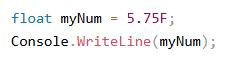 float myNum = 5.75F;
Console.WriteLine(myNum);